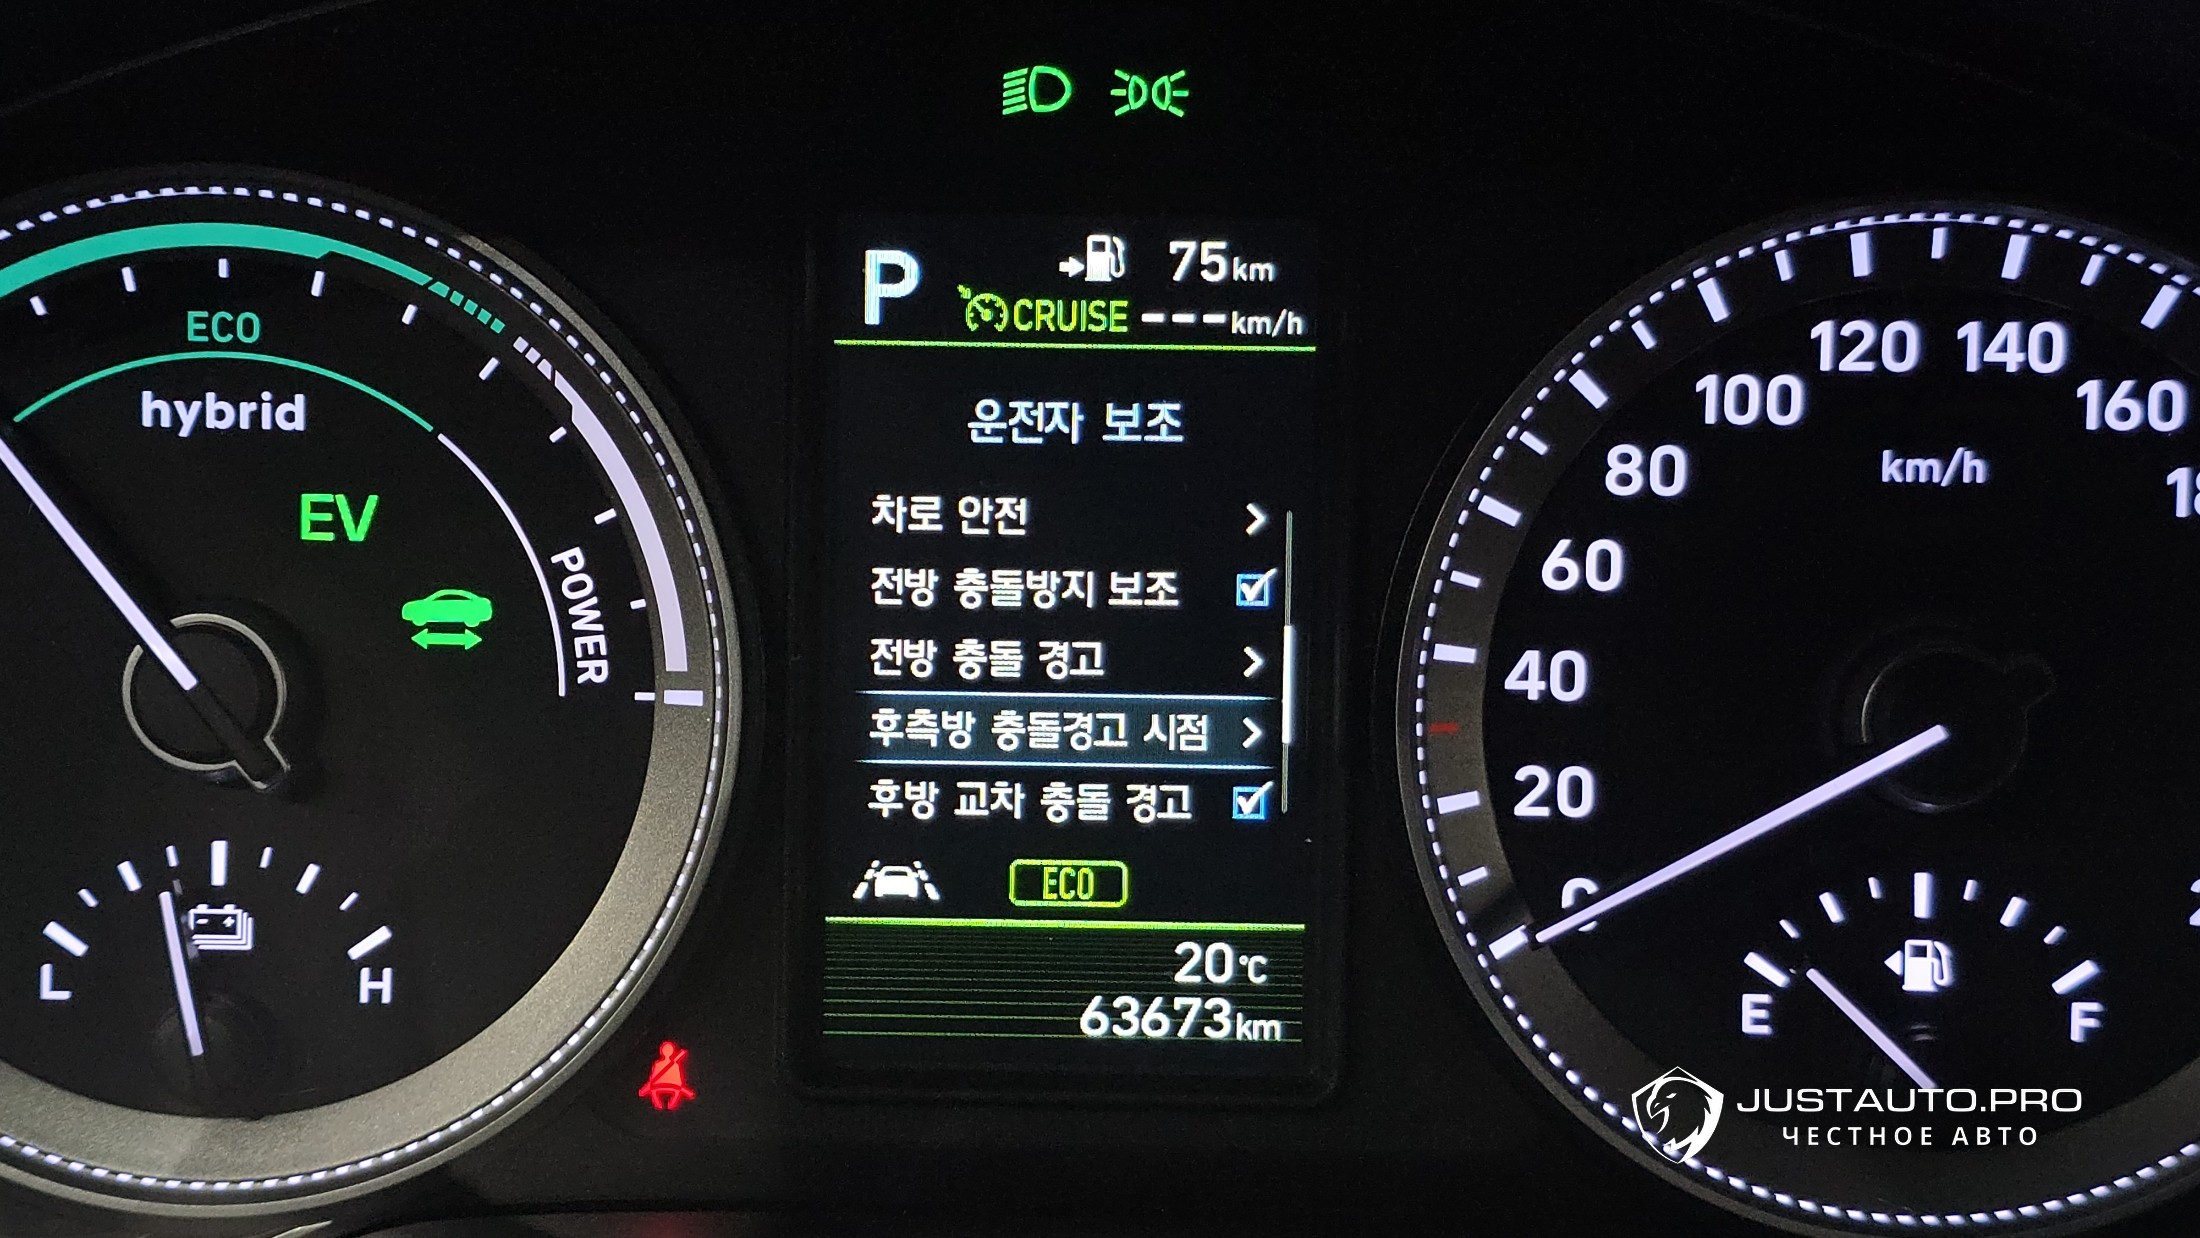 P
75km
CRUISE ---km/h
운전자 보조
차로 안전
전방 충돌방지 보조
전방 충돌 경고
후측방 충돌경고 시점
후방 교차 충돌 경고
ECO
20°C
63673km
ECO
hybrid
EV
POWER
L
H
0
20
40
60
80
100
120
140
160
km/h
E
F
JUSTAUTO.PRO
ЧЕСТНОЕ АВТО